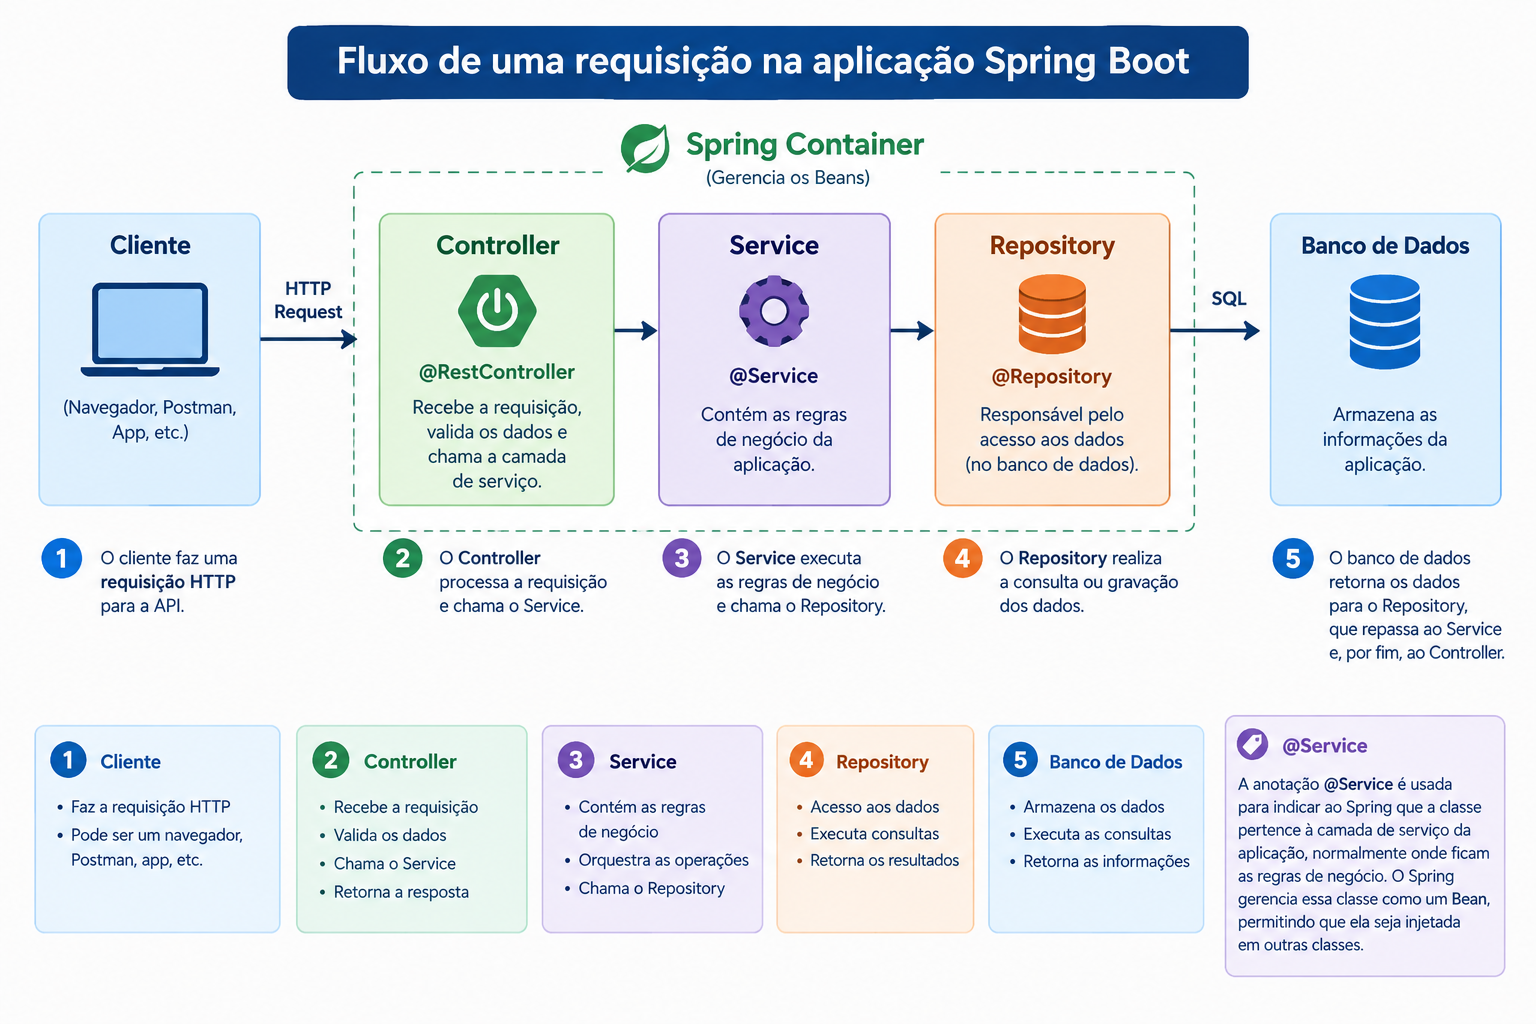 Fluxo de uma requisição na aplicação Spring Boot
Spring Container
(Gerencia os Beans)
Cliente
(Navegador, Postman,
App, etc.)
HTTP
Request
Controller
@RestController
Recebe a requisição,
valida os dados e
chama a camada
de serviço.
Service
@Service
Contém as regras
de negócio da
aplicação.
Repository
@Repository
Responsável pelo
acesso aos dados
(no banco de dados).
SQL
Banco de Dados
Armazena as
informações da
aplicação.
1
O cliente faz uma
requisição HTTP
para a API.
2
O Controller
processa a requisição
e chama o Service.
3
O Service executa
as regras de negócio
e chama o Repository.
4
O Repository realiza
a consulta ou gravação
dos dados.
5
O banco de dados
retorna os dados
para o Repository,
que repassa ao Service
e, por fim, ao Controller.
1 Cliente
• Faz a requisição HTTP
• Pode ser um navegador,
Postman, app, etc.
2 Controller
• Recebe a requisição
• Valida os dados
• Chama o Service
• Retorna a resposta
3 Service
• Contém as regras
de negócio
• Orquestra as operações
• Chama o Repository
4 Repository
• Acesso aos dados
• Executa consultas
• Retorna os resultados
5 Banco de Dados
• Armazena os dados
• Executa as consultas
• Retorna as informações
@Service
A anotação @Service é usada
para indicar ao Spring que a classe
pertence à camada de serviço da
aplicação, normalmente onde ficam
as regras de negócio. O Spring
gerencia essa classe como um Bean,
permitindo que ela seja injetada
em outras classes.